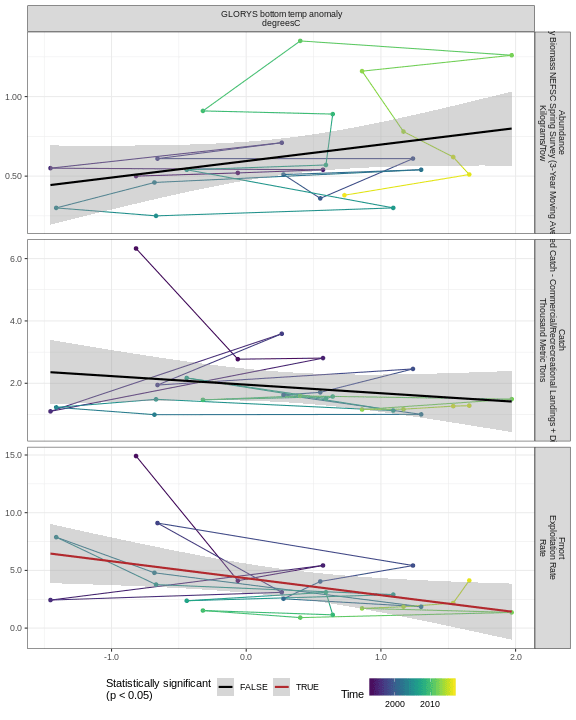 GLORYS bottom temp anomaly
degreesC
1.00
0.50
Abundance
Biomass NEFSC Spring Survey (3-Year Moving
Kilograms/Tow
6.0
4.0
2.0
Catch
Catch - Commercial/Recreational Landings +
Thousand Metric Tons
15.0
10.0
5.0
0.0
Fmort
Exploitation Rate
Rate
-1.0
0.0
1.0
2.0
Statistically significant
(p < 0.05)
FALSE
TRUE
Time
2000
2010